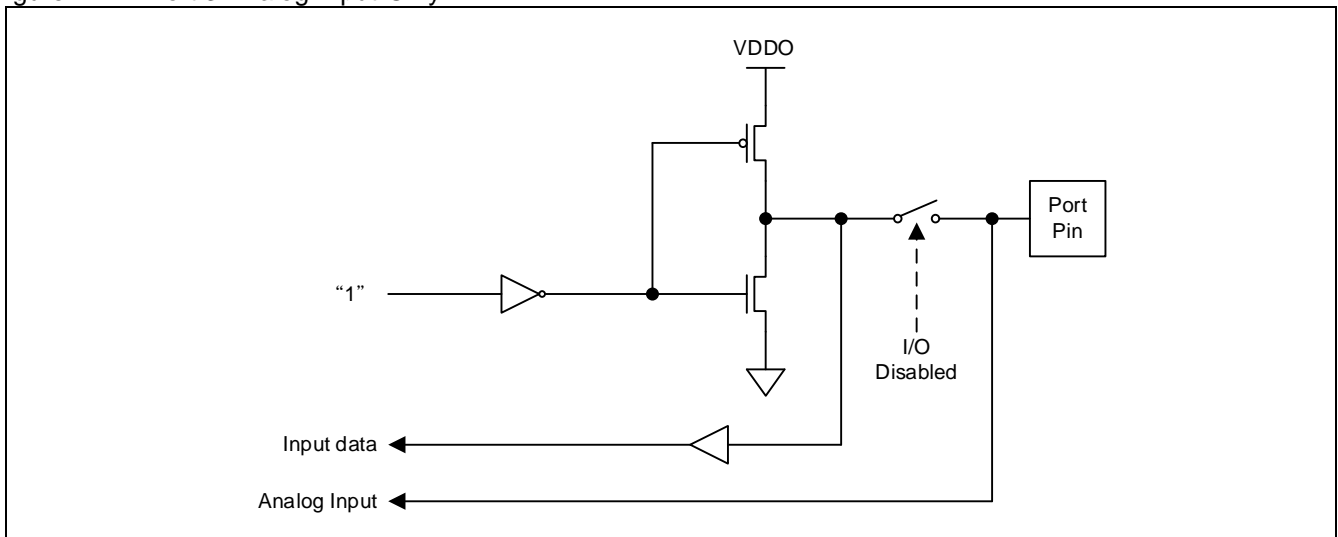 VDDO
Port
Pin
“1”
I/O
Disabled
Input data
Analog Input